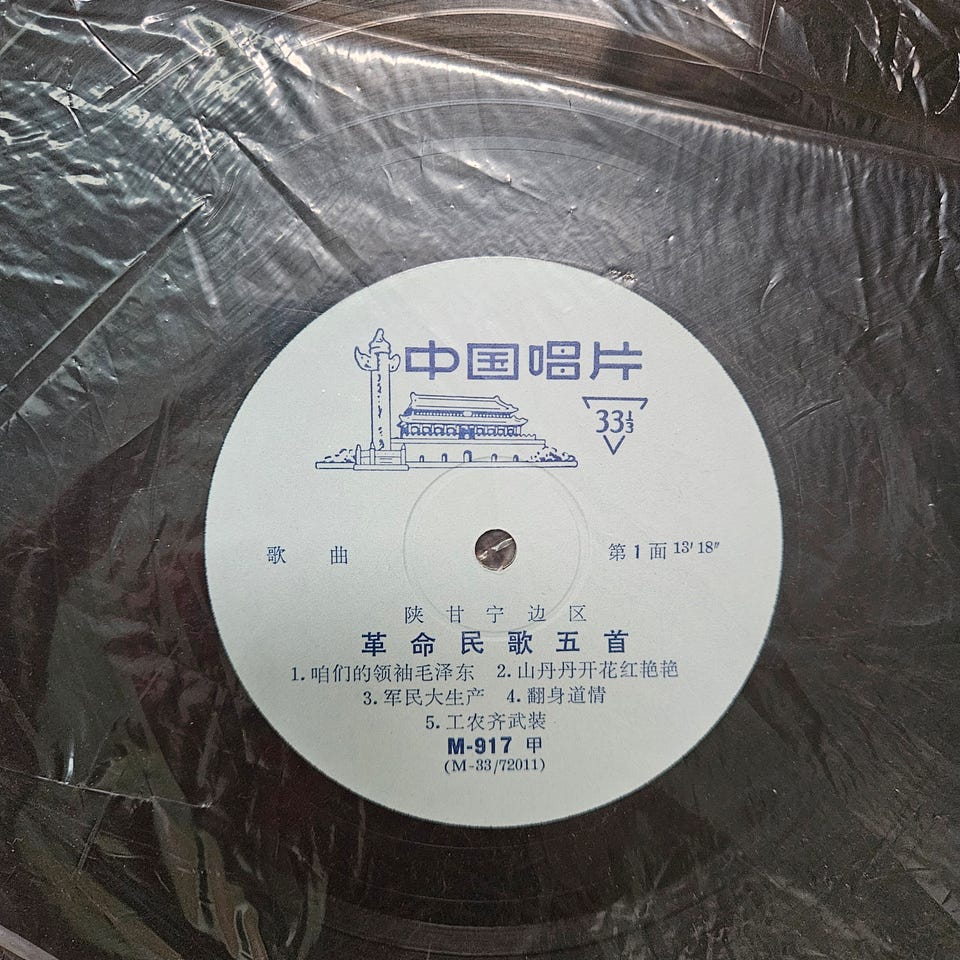 中国唱片
33⅓
歌 曲
第1面 13′18″
陕甘宁边区
革命民歌五首
1.咱们的领袖毛泽东 2.山丹丹开花红艳艳
3.军民大生产 4.翻身道情
5.工农齐武装
M-917 甲
(M-33/72011)